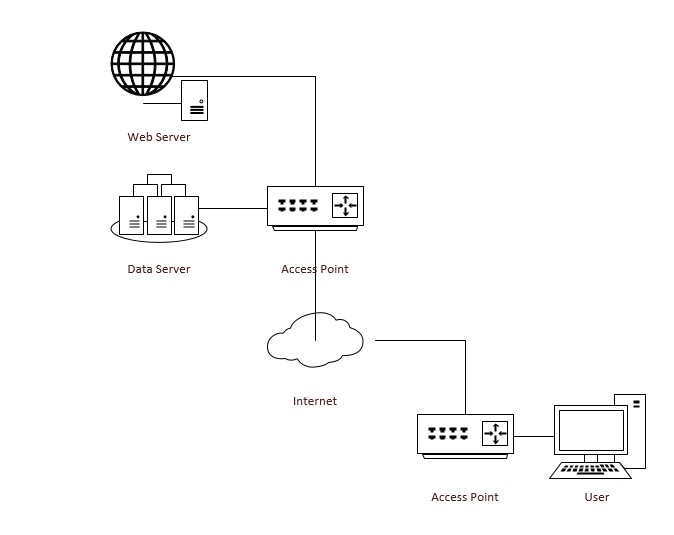 Web Server
Data Server
Access Point
Internet
Access Point
User